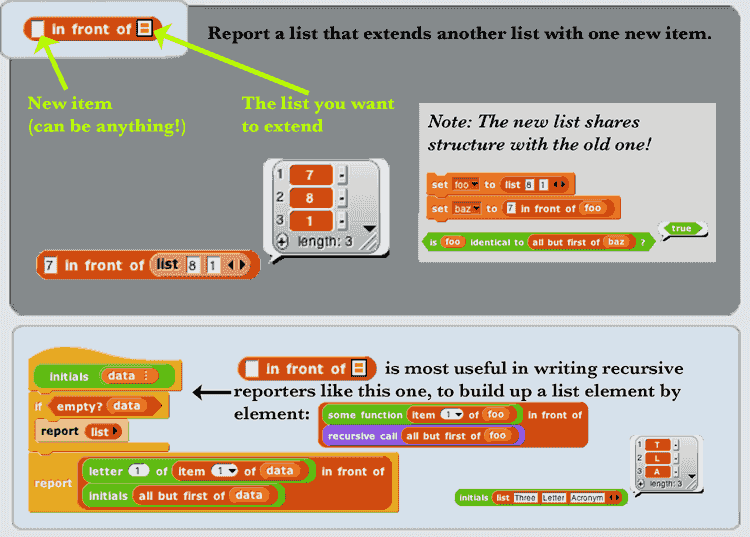 in front of
Report a list that extends another list with one new item.
New item
(can be anything!)
The list you want
to extend
Note: The new list shares
structure with the old one!
set foo to list 8 1
set baz to 7 in front of foo
is foo identical to all but first of baz ?
true
1 7
2 8
3 1
length: 3
7 in front of list 8 1
initials data
if empty? data
report list
report letter 1 of item 1 of data in front of
initials all but first of data
in front of is most useful in writing recursive
reporters like this one, to build up a list element by
element:
some function item 1 of foo in front of
recursive call all but first of foo
initials list Three Letter Acronym
1 T
2 L
3 A
length: 3